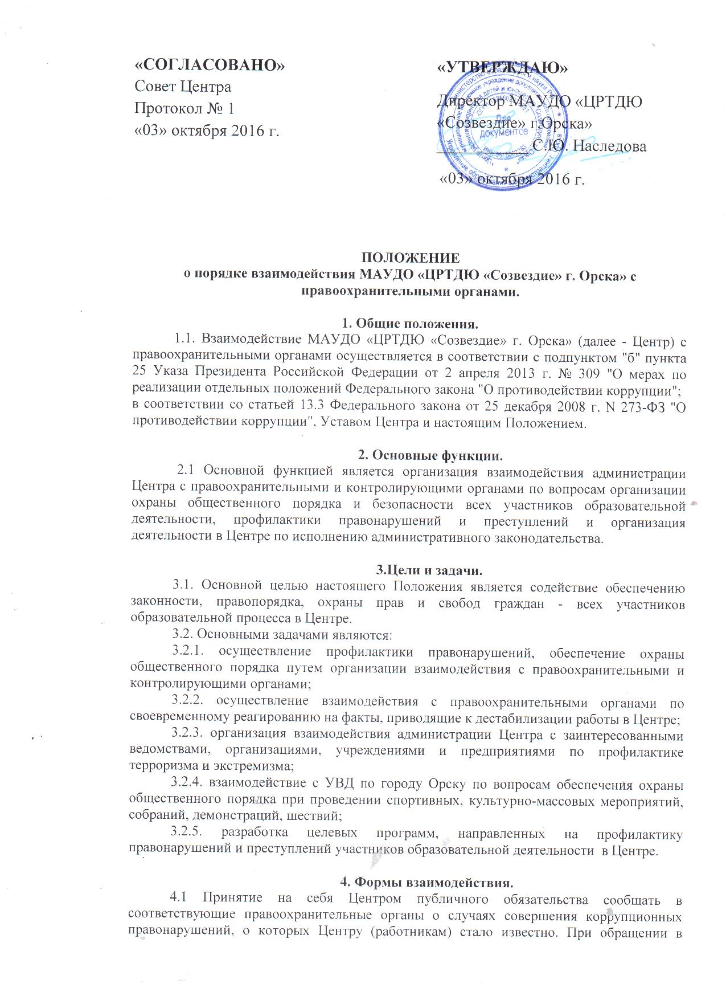 «СОГЛАСОВАНО»
Совет Центра
Протокол № 1
«03» октября 2016 г.
«УТВЕРЖДАЮ»
Директор МАУДО «ЦРТДЮ
«Созвездие» г.Орска»
____________ С.Ю. Наследова
«03» октября 2016 г.
Для
документов
ПОЛОЖЕНИЕ
о порядке взаимодействия МАУДО «ЦРТДЮ «Созвездие» г. Орска» с
правоохранительными органами.
1. Общие положения.
1.1. Взаимодействие МАУДО «ЦРТДЮ «Созвездие» г. Орска» (далее - Центр) с
правоохранительными органами осуществляется в соответствии с подпунктом "б" пункта
25 Указа Президента Российской Федерации от 2 апреля 2013 г. № 309 "О мерах по
реализации отдельных положений Федерального закона "О противодействии коррупции";
в соответствии со статьей 13.3 Федерального закона от 25 декабря 2008 г. N 273-ФЗ "О
противодействии коррупции", Уставом Центра и настоящим Положением.
2. Основные функции.
2.1 Основной функцией является организация взаимодействия администрации
Центра с правоохранительными и контролирующими органами по вопросам организации
охраны общественного порядка и безопасности всех участников образовательной
деятельности, профилактики правонарушений и преступлений и организация
деятельности в Центре по исполнению административного законодательства.
3.Цели и задачи.
3.1. Основной целью настоящего Положения является содействие обеспечению
законности, правопорядка, охраны прав и свобод граждан - всех участников
образовательной процесса в Центре.
3.2. Основными задачами являются:
3.2.1. осуществление профилактики правонарушений, обеспечение охраны
общественного порядка путем организации взаимодействия с правоохранительными и
контролирующими органами;
3.2.2. осуществление взаимодействия с правоохранительными органами по
своевременному реагированию на факты, приводящие к дестабилизации работы в Центре;
3.2.3. организация взаимодействия администрации Центра с заинтересованными
ведомствами, организациями, учреждениями и предприятиями по профилактике
терроризма и экстремизма;
3.2.4. взаимодействие с УВД по городу Орску по вопросам обеспечения охраны
общественного порядка при проведении спортивных, культурно-массовых мероприятий,
собраний, демонстраций, шествий;
3.2.5. разработка целевых программ, направленных на профилактику
правонарушений и преступлений участников образовательной деятельности в Центре.
4. Формы взаимодействия.
4.1 Принятие на себя Центром публичного обязательства сообщать в
соответствующие правоохранительные органы о случаях совершения коррупционных
правонарушений, о которых Центру (работникам) стало известно. При обращении в